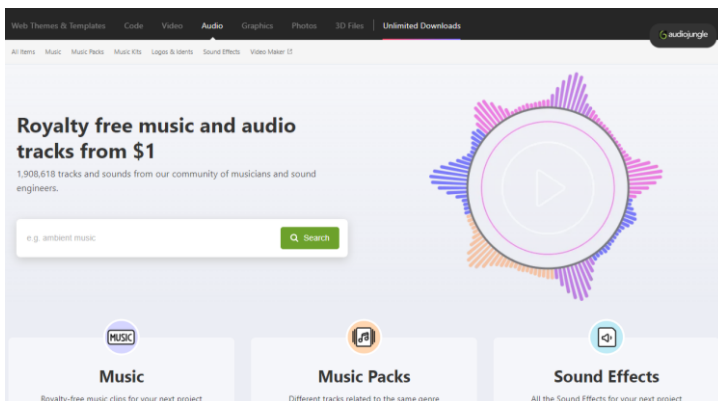 Web Themes & Templates Code Video Audio Graphics Photos 3D Files Unlimited Downloads
audiojungle
All Items Music Music Packs Music Kits Logos & Idents Sound Effects Video Maker
Royalty free music and audio
tracks from $1
1,908,618 tracks and sounds from our community of musicians and sound
engineers.
e.g. ambient music Search
MUSIC
Music Music Packs Sound Effects
Royalty-free music clips for your next project Different tracks related to the same genre All the Sound Effects for your next project